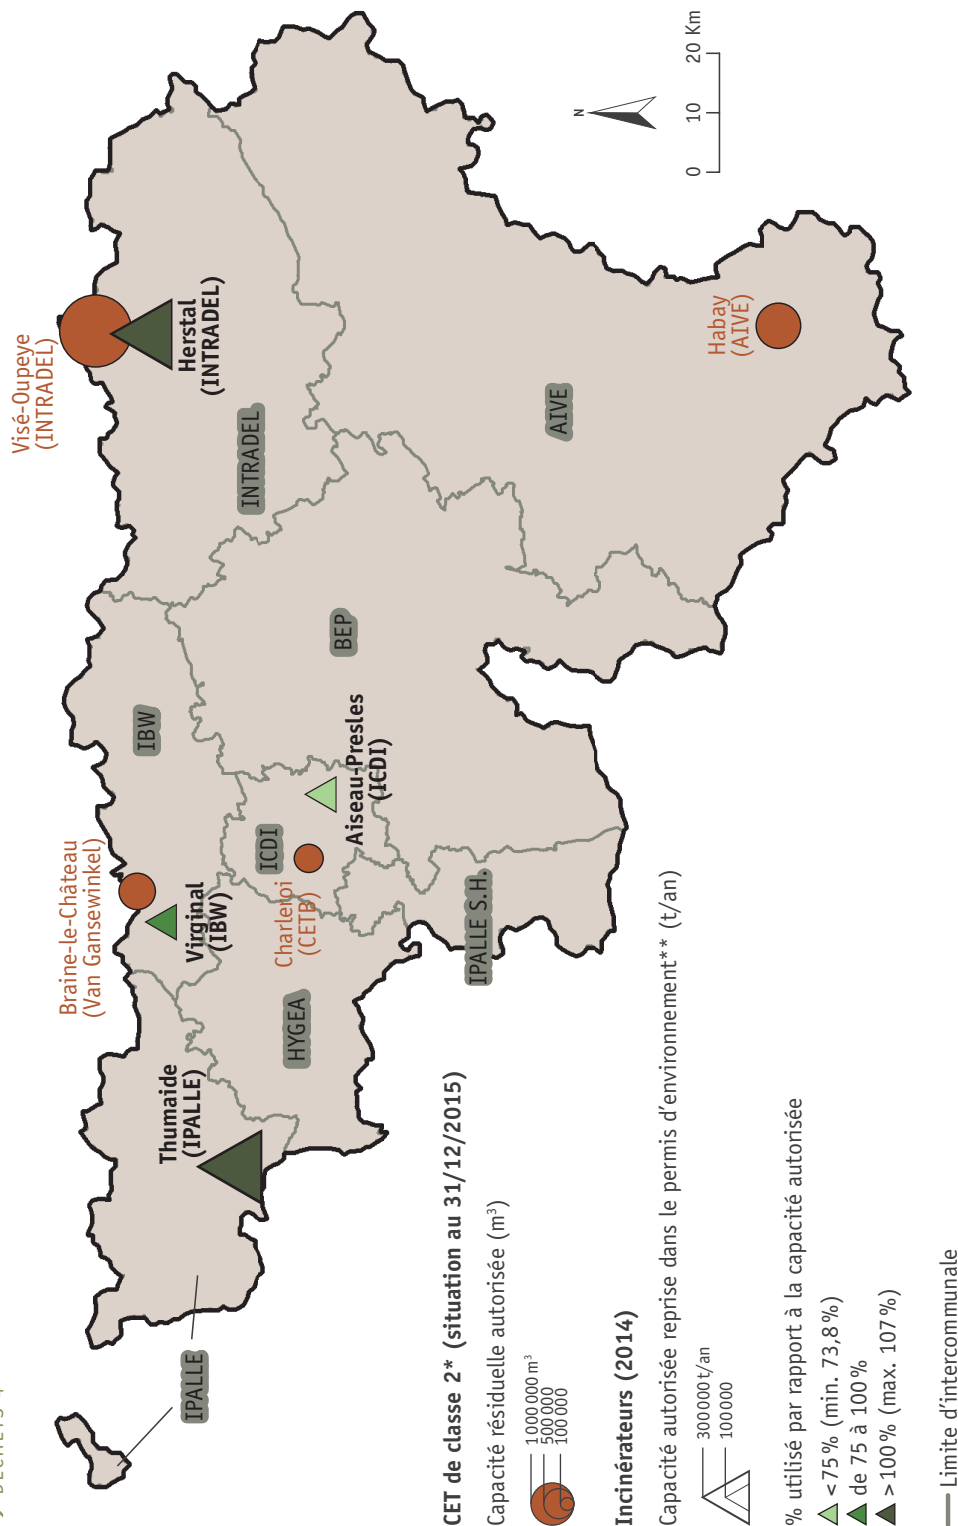 Visé-Oupeye
(INTRADEL)
Herstal
(INTRADEL)
INTRADEL
Braine-le-Château
(Van Gansewinkel)
Virginal
(IBW)
IBW
Thumaide
(IPALLE)
IPALLE
HYGEA
ICDI
Charleroi
(CETB)
Aiseau-Presles
(ICDI)
BEP
IPALLE S.H.
AIVE
Habay
(AIVE)
N
0 10 20 Km
CET de classe 2* (situation au 31/12/2015)
Capacité résiduelle autorisée (m³)
1 000 000 m³
500 000
100 000
Incinérateurs (2014)
Capacité autorisée reprise dans le permis d'environnement** (t/an)
300 000 t/an
100 000
% utilisé par rapport à la capacité autorisée
< 75 % (min. 73,8 %)
de 75 à 100 %
> 100 % (max. 107 %)
Limite d'intercommunale